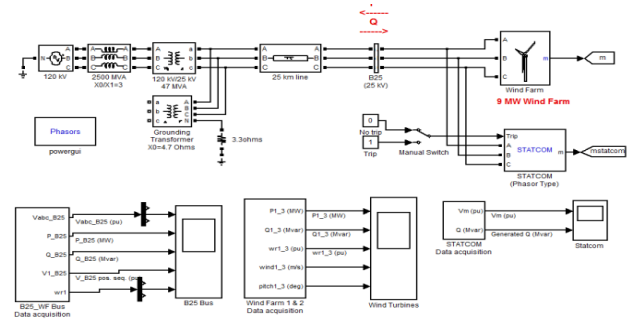 <------
Q
------>
N
A
B
C
120 kV
A
B
C
A
B
C
2500 MVA
X0/X1=3
A
B
C
a
b
c
120 kV/25 kV
47 MVA
A
B
C
A
B
C
25 km line
A
B
C
a
b
c
B25
(25 kV)
A
B
C
m
Wind Farm
9 MW Wind Farm
m
a
b
c
A
B
C
N
Grounding
Transformer
X0=4.7 Ohms
3.3ohms
Phasors
powergui
0
No trip
1
Trip
Manual Switch
Trip
A
B
C
STATCOM
m
STATCOM
(Phasor Type)
mstatcom
Vabc_B25
P_B25
Q_B25
V1_B25
wr1
Vabc_B25 (pu)
P_B25 (MW)
Q_B25 (Mvar)
V_B25 pos. seq. (pu)
B25_WF Bus
Data acquisition
B25 Bus
P1_3 (MW)
Q1_3 (Mvar)
wr1_3 (pu)
wind1_3 (m/s)
pitch1_3 (deg)
P1_3 (MW)
Q1_3 (Mvar)
wr1_3 (pu)
Wind Farm 1 & 2
Data acquisition
Wind Turbines
Vm (pu)
Q (Mvar)
Vm (pu)
Generated Q (Mvar)
STATCOM
Data acquisition
Statcom